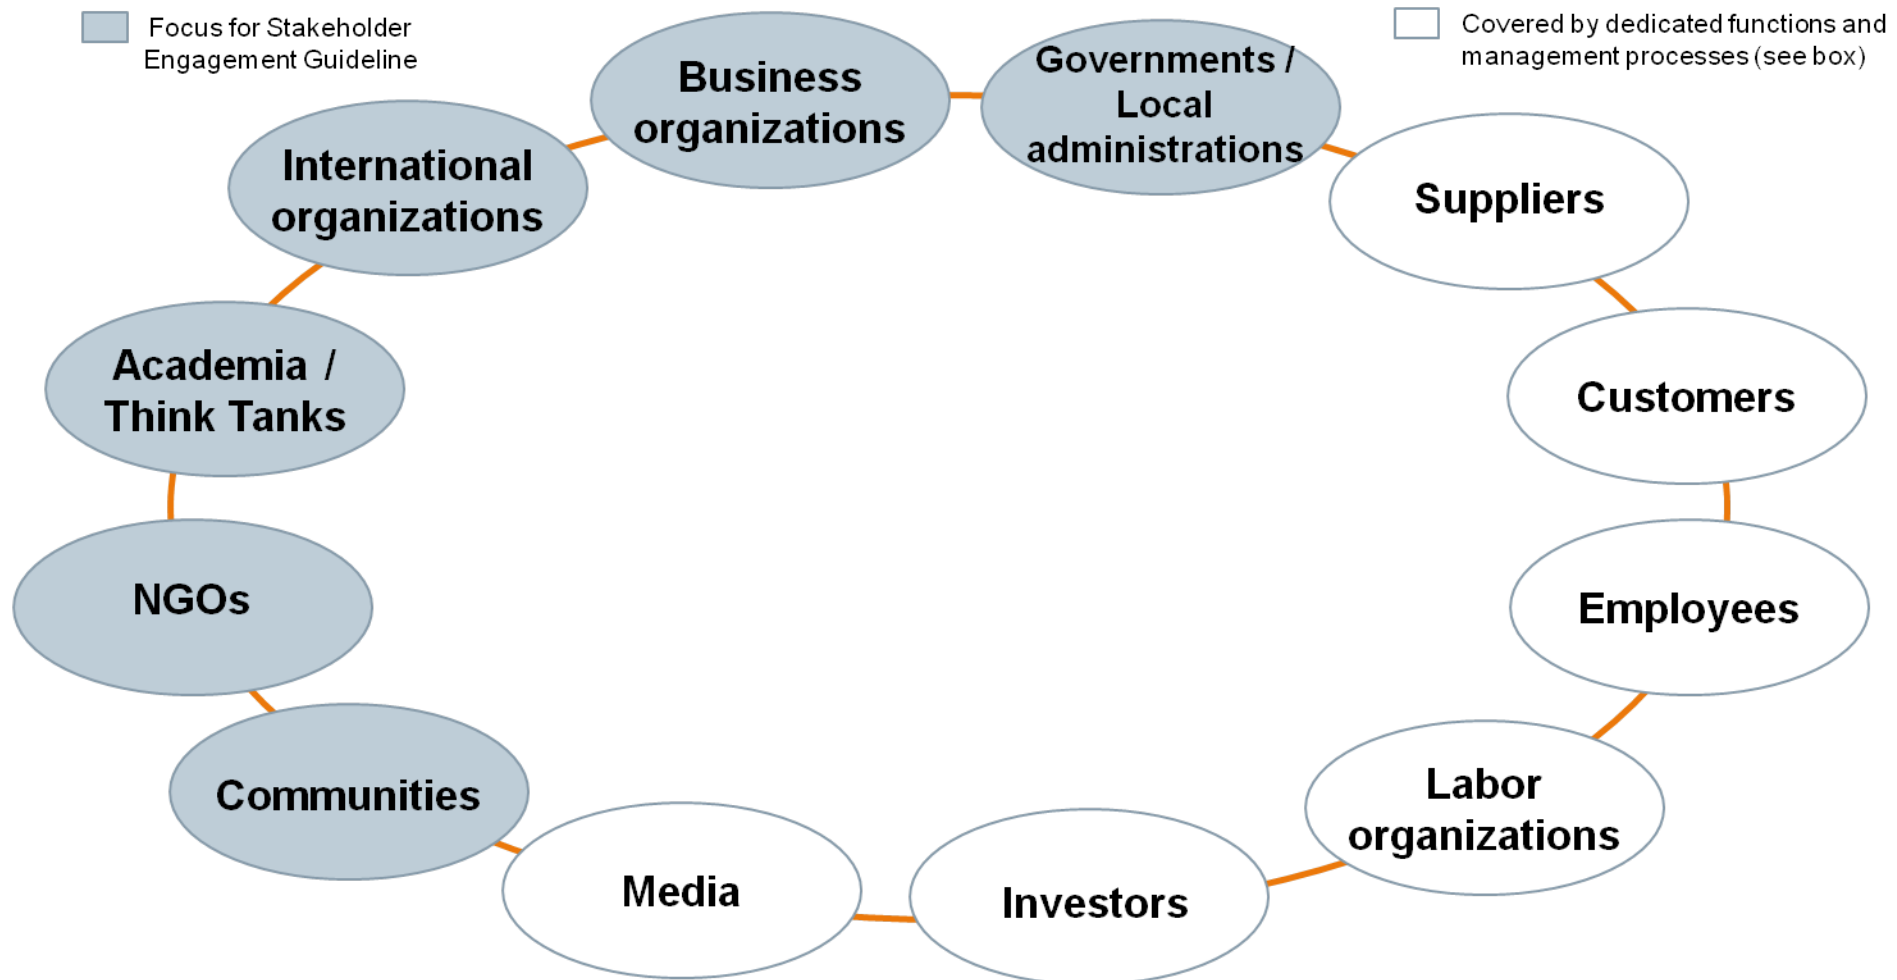 Focus for Stakeholder
Engagement Guideline
Covered by dedicated functions and
management processes (see box)
Business
organizations
Governments /
Local
administrations
International
organizations
Suppliers
Academia /
Think Tanks
Customers
NGOs
Employees
Communities
Labor
organizations
Media
Investors